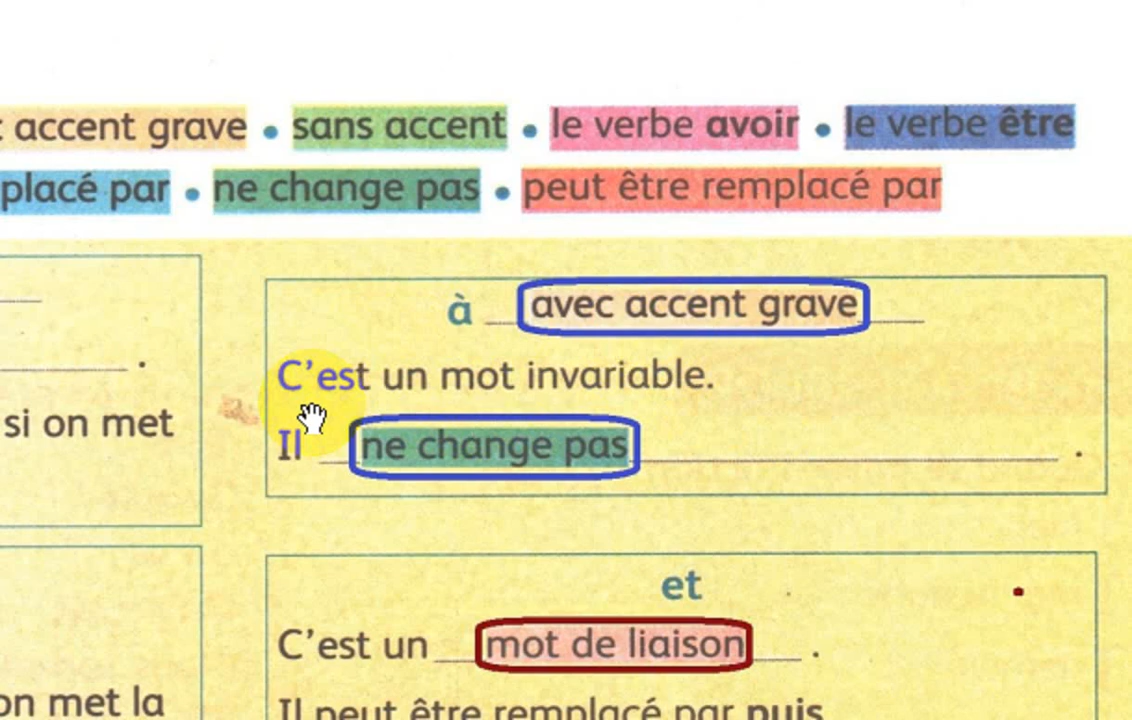 accent grave • sans accent • le verbe avoir • le verbe être
placé par • ne change pas • peut être remplacé par
.
si on met
à avec accent grave
C'est un mot invariable.
Il ne change pas .
on met la
et
C'est un mot de liaison .
Il peut être remplacé par puis